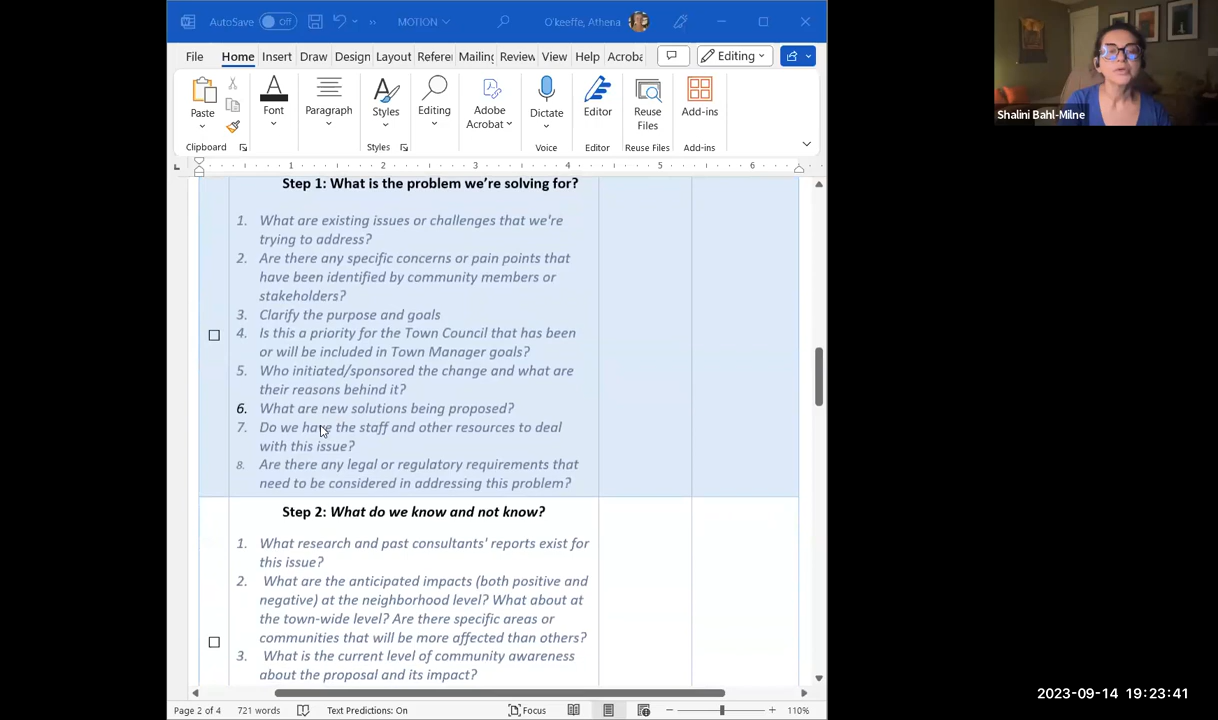 AutoSave Off MOTION O'keeffe, Athena
File Home Insert Draw Design Layout Referei Mailing Review View Help Acroba Editing
Paste Font Paragraph Styles Editing Adobe Acrobat Dictate Editor Reuse Files Add-ins
Clipboard Styles Voice Editor Reuse Files Add-ins
1 2 3 4 5 6
Step 1: What is the problem we're solving for?
1. What are existing issues or challenges that we're
trying to address?
2. Are there any specific concerns or pain points that
have been identified by community members or
stakeholders?
3. Clarify the purpose and goals
4. Is this a priority for the Town Council that has been
or will be included in Town Manager goals?
5. Who initiated/sponsored the change and what are
their reasons behind it?
6. What are new solutions being proposed?
7. Do we have the staff and other resources to deal
with this issue?
8. Are there any legal or regulatory requirements that
need to be considered in addressing this problem?
Step 2: What do we know and not know?
1. What research and past consultants' reports exist for
this issue?
2. What are the anticipated impacts (both positive and
negative) at the neighborhood level? What about at
the town-wide level? Are there specific areas or
communities that will be more affected than others?
3. What is the current level of community awareness
about the proposal and its impact?
Page 2 of 4 721 words Text Predictions: On Focus 110%
Shalini Bahl-Milne
2023-09-14 19:23:41